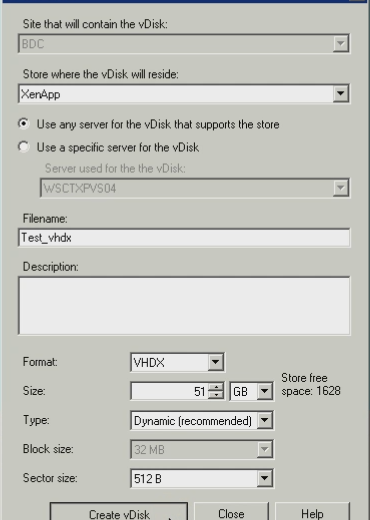 Site that will contain the vDisk:
BDC
Store where the vDisk will reside:
XenApp
Use any server for the vDisk that supports the store
Use a specific server for the vDisk
Server used for the the vDisk:
WSCTXPVS04
Filename:
Test_vhdx
Description:
Format: VHDX
Size: 51 GB Store free space: 1628
Type: Dynamic (recommended)
Block size: 32 MB
Sector size: 512 B
Create vDisk Close Help